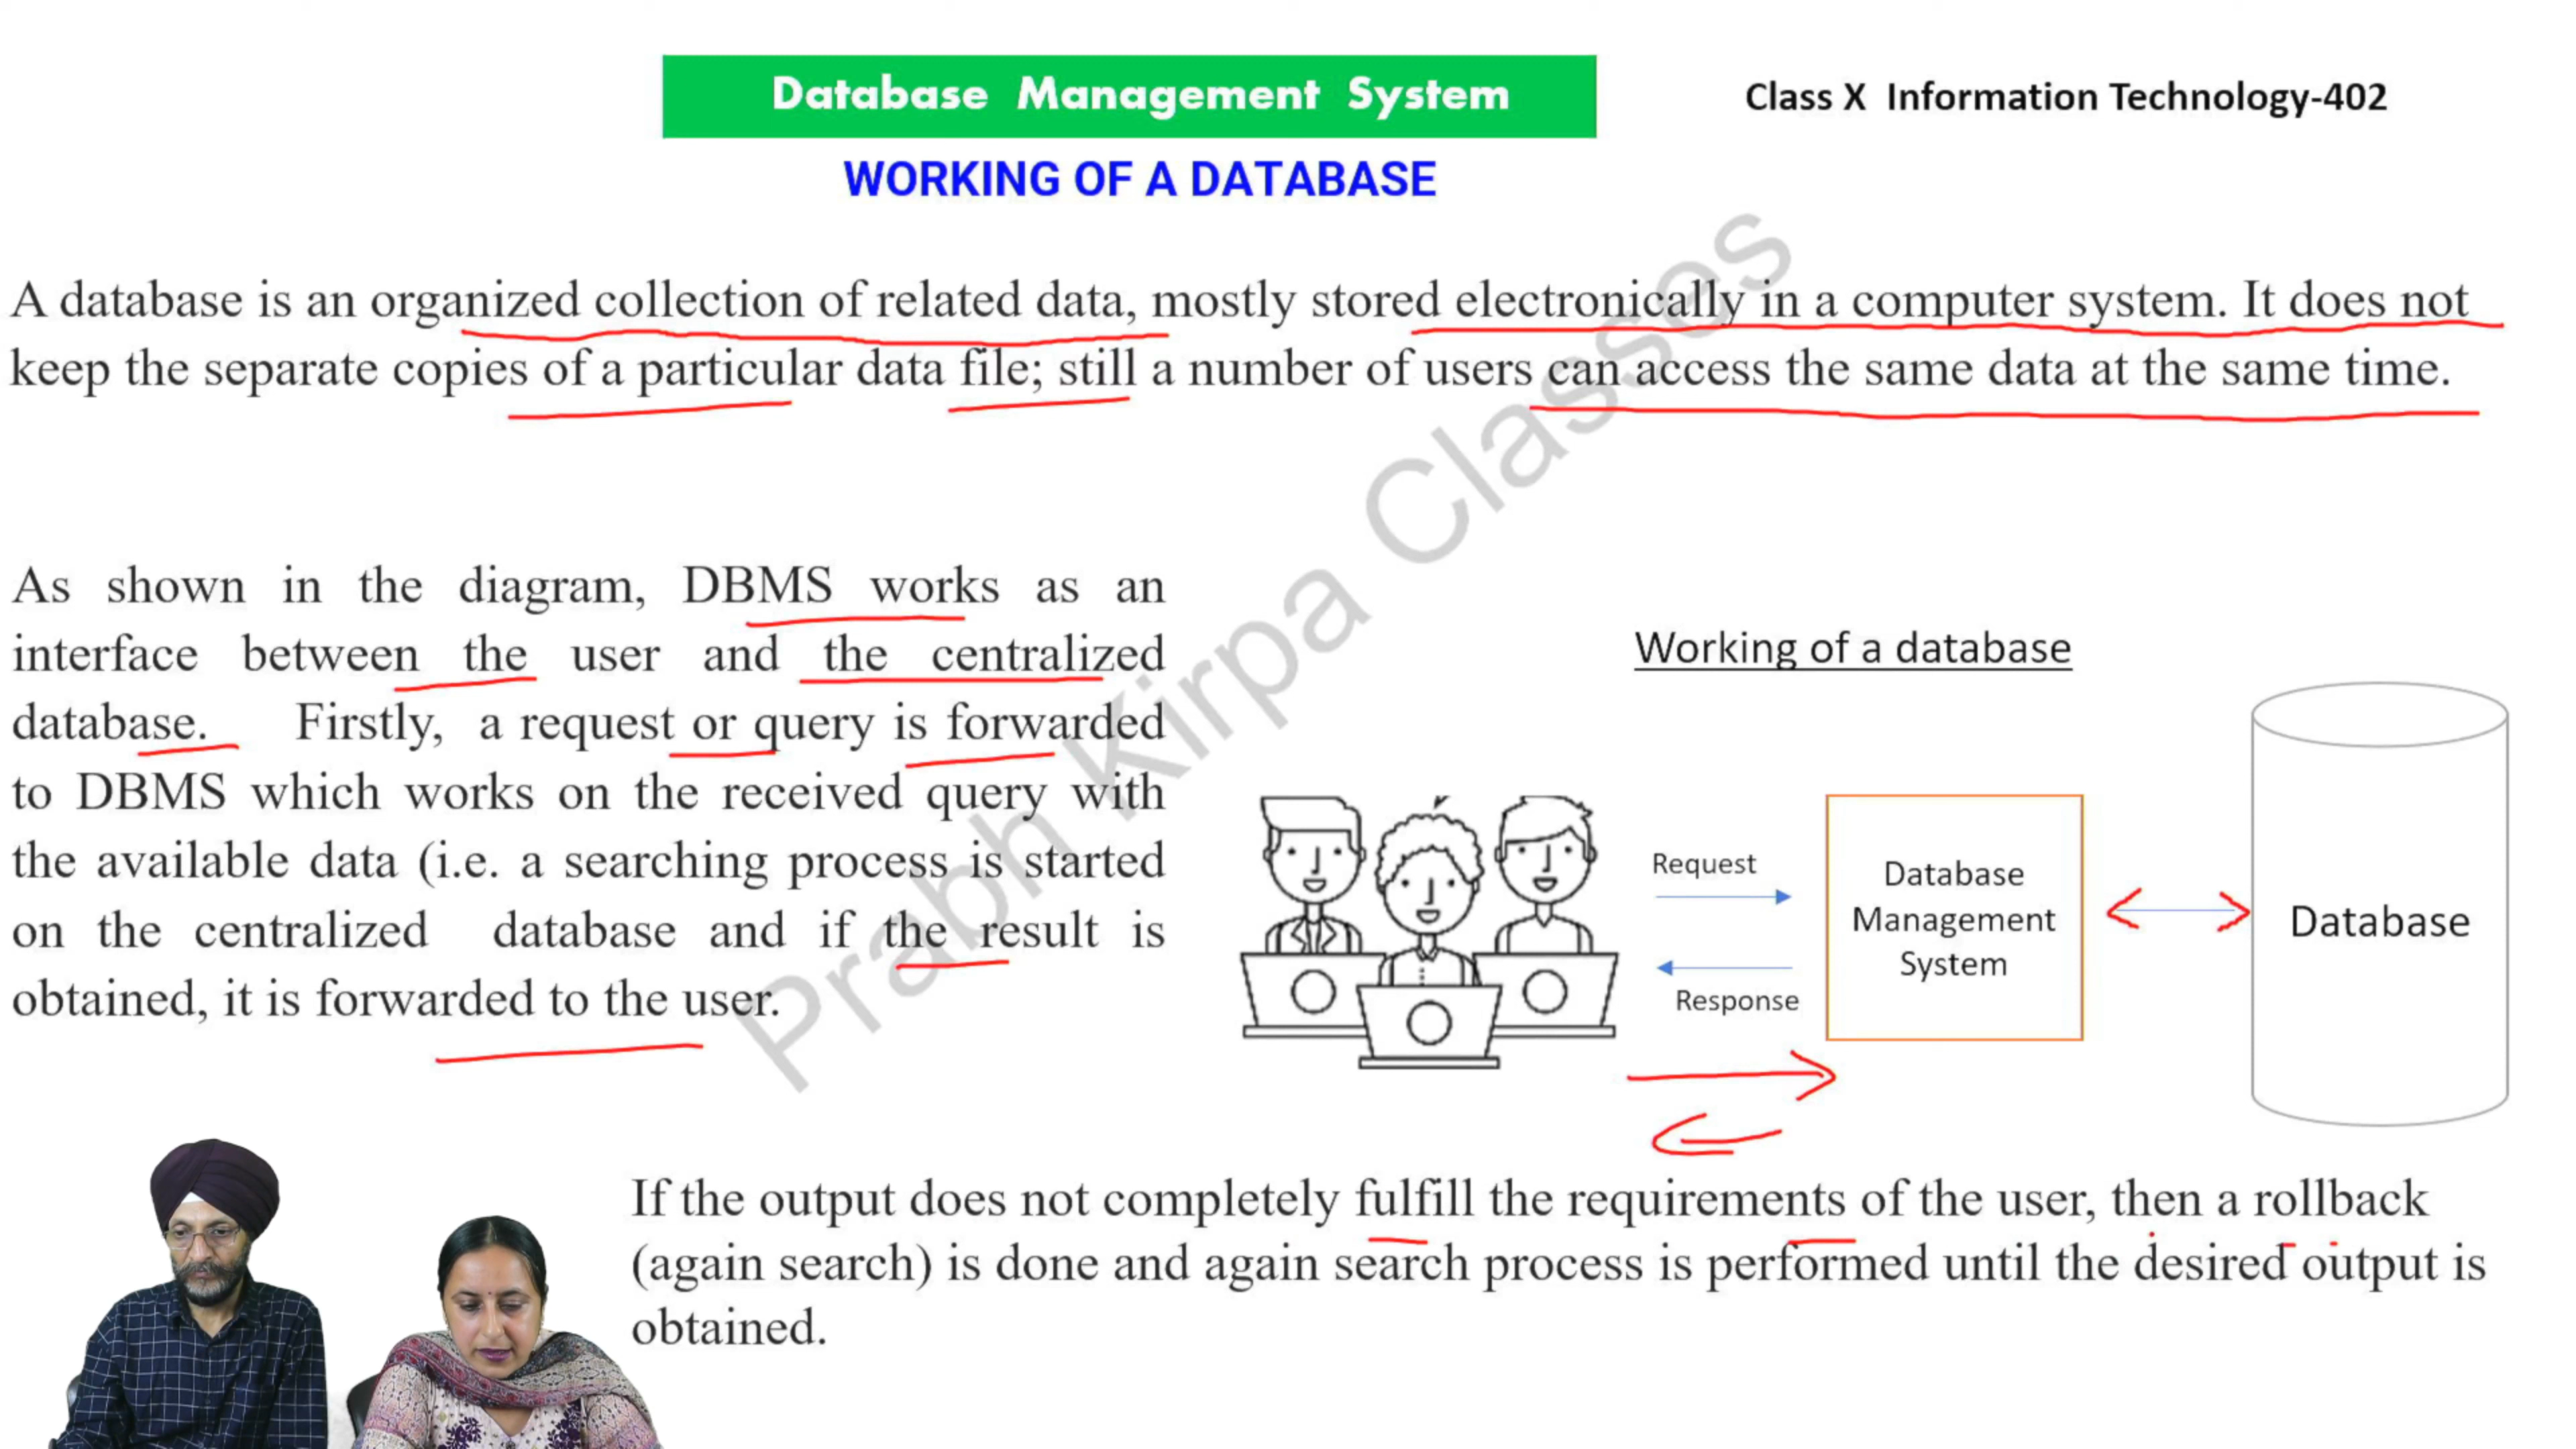 Database Management System
Class X Information Technology-402
WORKING OF A DATABASE
A database is an organized collection of related data, mostly stored electronically in a computer system. It does not
keep the separate copies of a particular data file; still a number of users can access the same data at the same time.
As shown in the diagram, DBMS works as an
interface between the user and the centralized
database. Firstly, a request or query is forwarded
to DBMS which works on the received query with
the available data (i.e. a searching process is started
on the centralized database and if the result is
obtained, it is forwarded to the user.
Working of a database
Request
Response
Database
Management
System
Database
If the output does not completely fulfill the requirements of the user, then a rollback
(again search) is done and again search process is performed until the desired output is
obtained.
Prabh Kirpa Classes